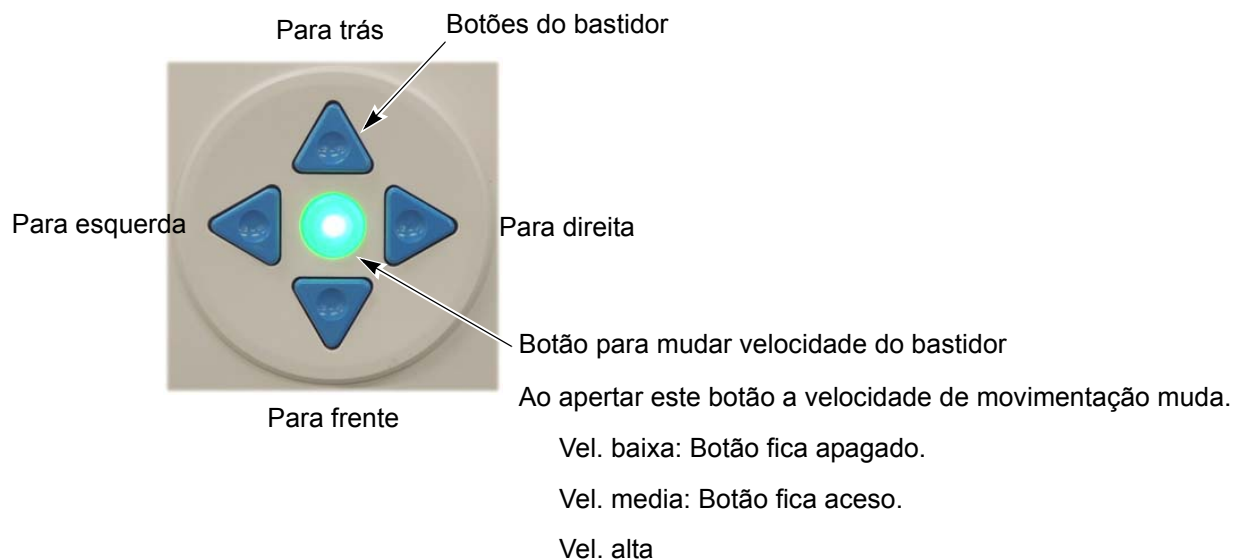 Para trás
Botões do bastidor
Para esquerda
Para direita
Botão para mudar velocidade do bastidor
Ao apertar este botão a velocidade de movimentação muda.
Para frente
Vel. baixa: Botão fica apagado.
Vel. media: Botão fica aceso.
Vel. alta